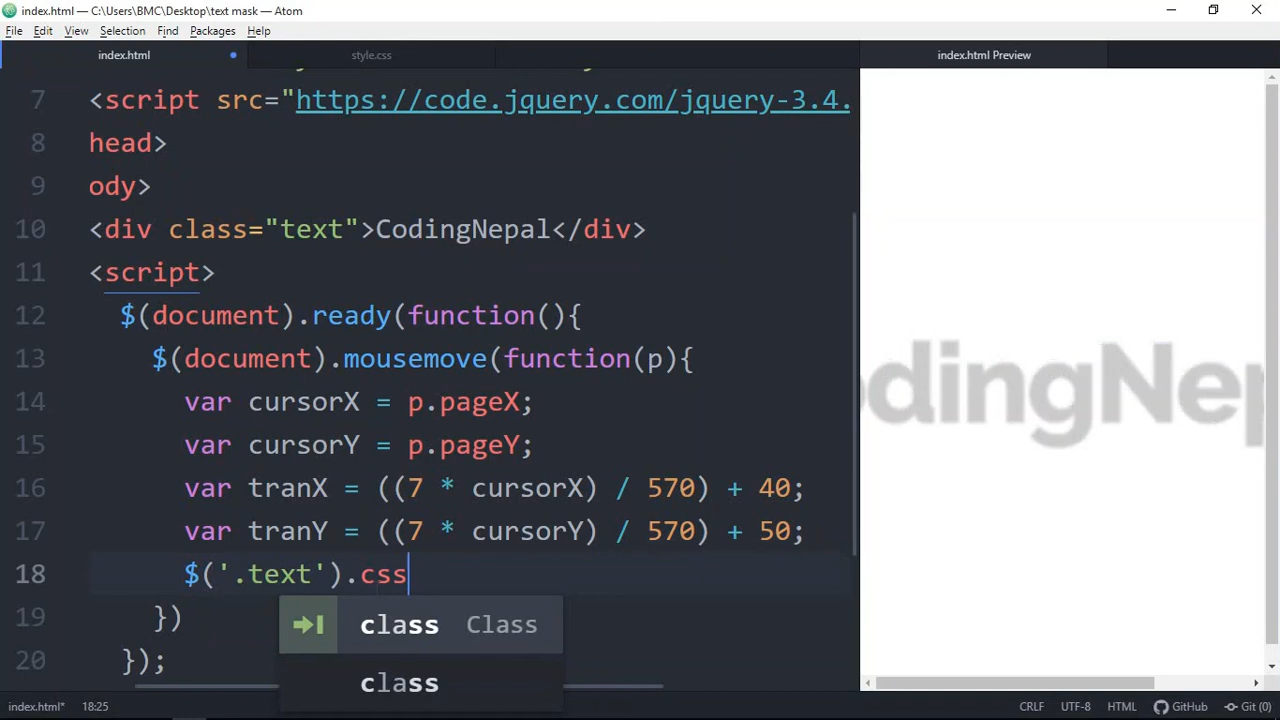 index.html — C:\Users\BMC\Desktop\text mask — Atom
File Edit View Selection Find Packages Help
index.html style.css index.html Preview
7 <script src="https://code.jquery.com/jquery-3.4.
8 head>
9 ody>
10 <div class="text">CodingNepal</div>
11 <script>
12 $(document).ready(function(){
13 $(document).mousemove(function(p){
14 var cursorX = p.pageX;
15 var cursorY = p.pageY;
16 var tranX = ((7 * cursorX) / 570) + 40;
17 var tranY = ((7 * cursorY) / 570) + 50;
18 $('.text').css
19 })
20 });
class Class
class
odingNep
index.html* 18:25 CRLF UTF-8 HTML GitHub Git (0)